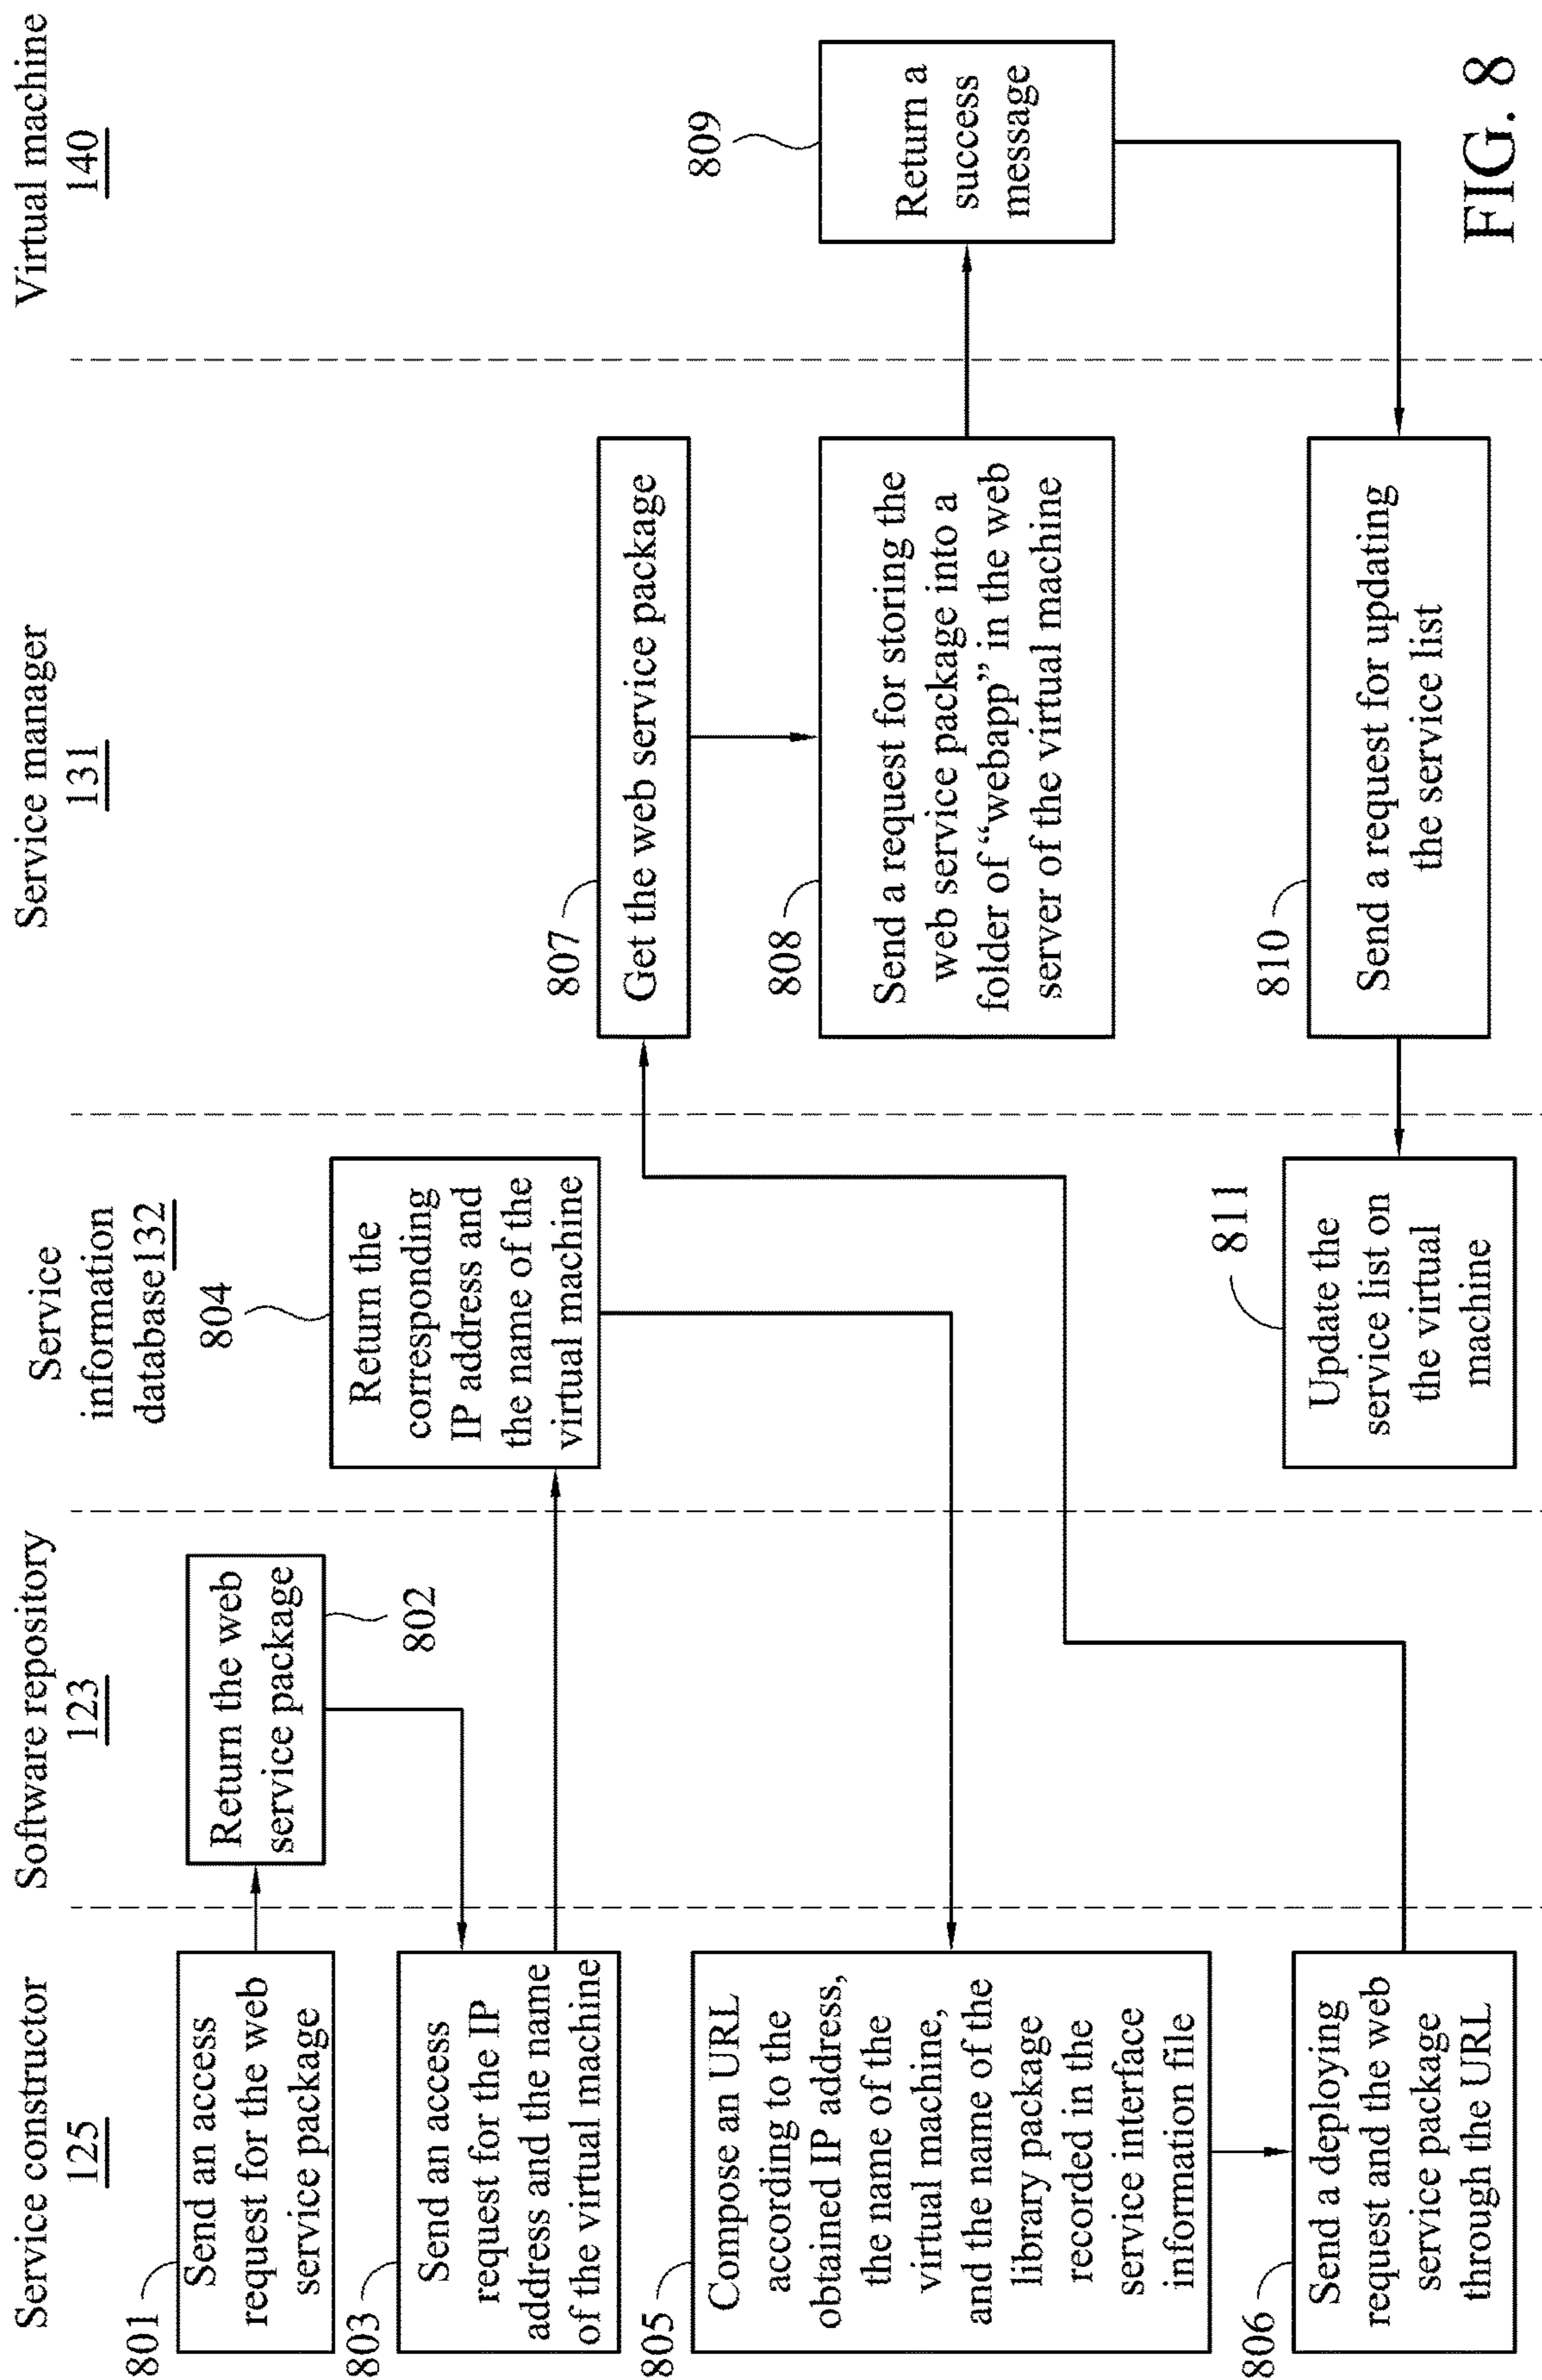 Service constructor
125
Software repository
123
Service
information
database132
Service manager
131
Virtual machine
140
801
Send an access
request for the web
service package
Return the web
service package
802
803
Send an access
request for the IP
address and the name
of the virtual machine
804
Return the
corresponding
IP address and
the name of the
virtual machine
805
Compose an URL
according to the
obtained IP address,
the name of the
virtual machine,
and the name of the
library package
recorded in the
service interface
information file
806
Send a deploying
request and the web
service package
through the URL
807
Get the web service package
808
Send a request for storing the
web service package into a
folder of “webapp” in the web
server of the virtual machine
809
Return a
success
message
810
Send a request for updating
the service list
811
Update the
service list on
the virtual
machine
FIG. 8